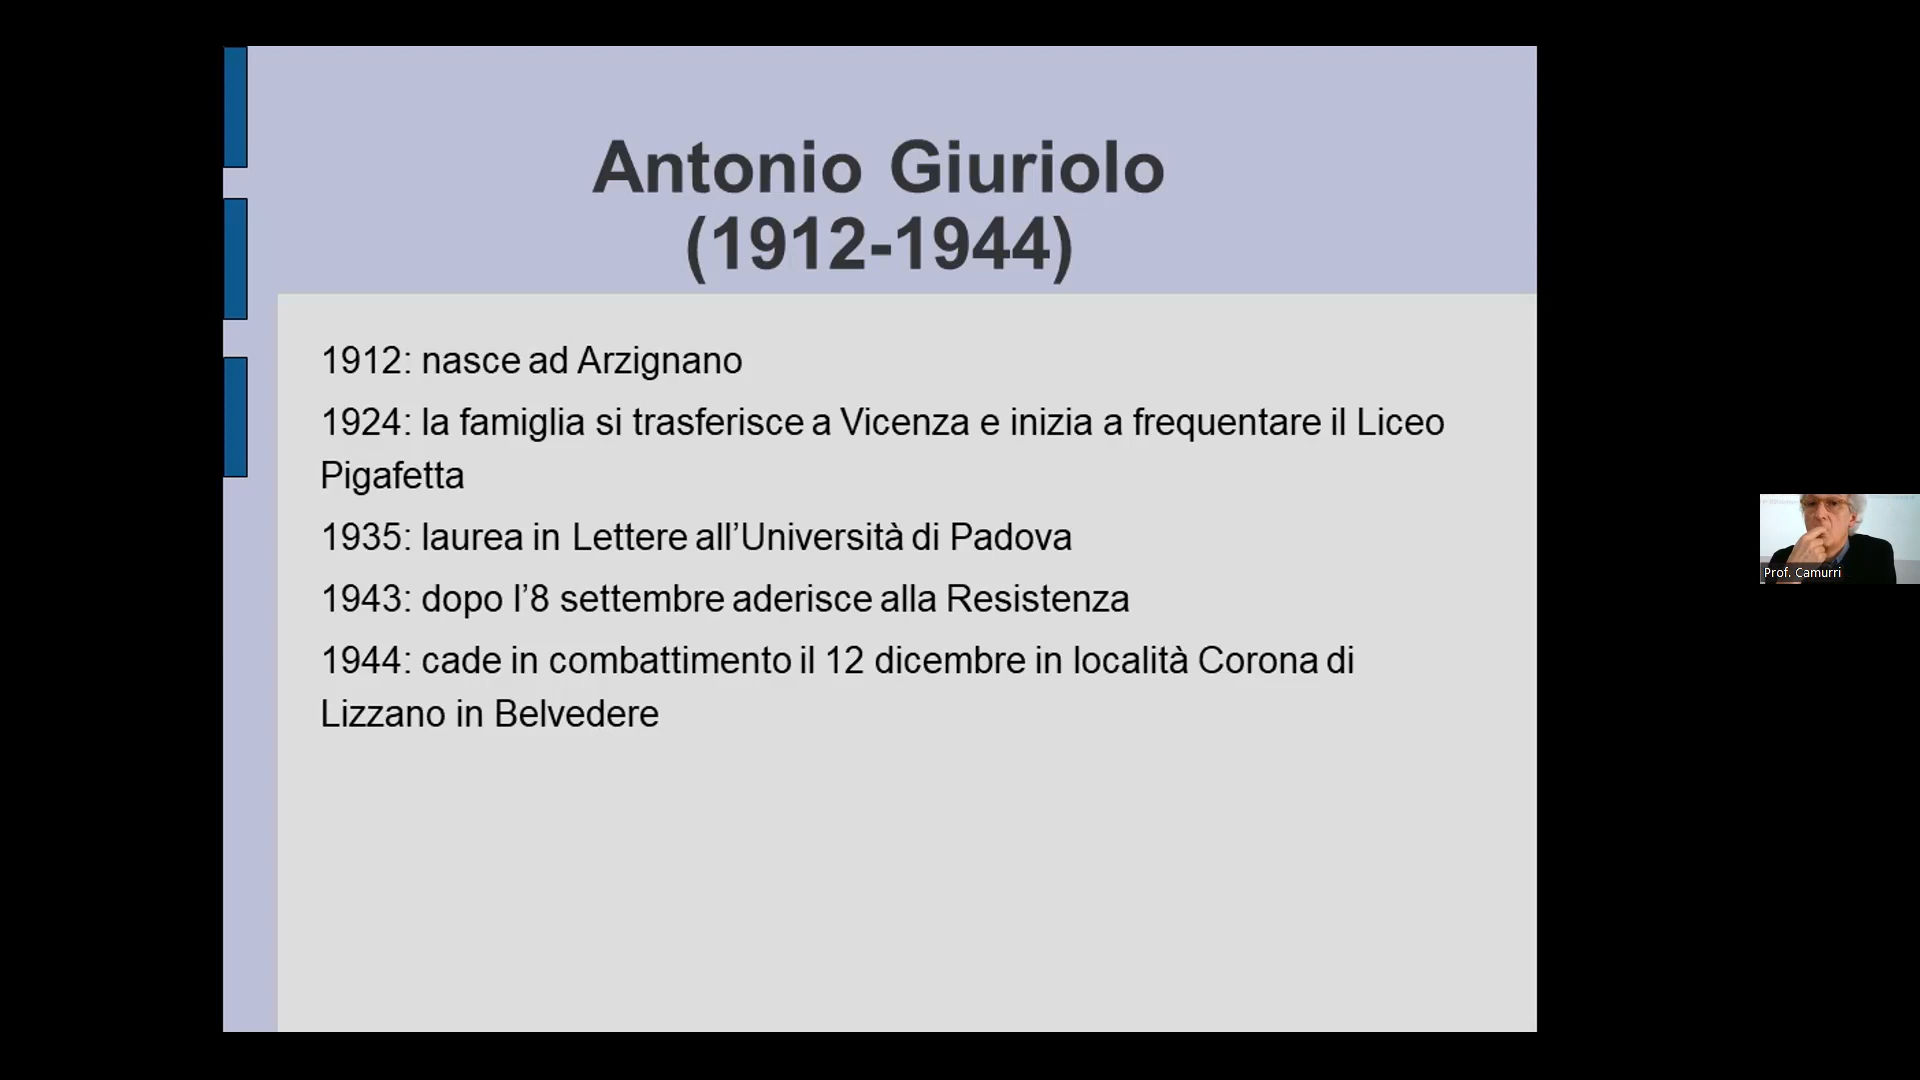 Antonio Giuriolo
(1912-1944)
1912: nasce ad Arzignano
1924: la famiglia si trasferisce a Vicenza e inizia a frequentare il Liceo
Pigafetta
1935: laurea in Lettere all’Università di Padova
1943: dopo l’8 settembre aderisce alla Resistenza
1944: cade in combattimento il 12 dicembre in località Corona di
Lizzano in Belvedere
Prof. Camurri